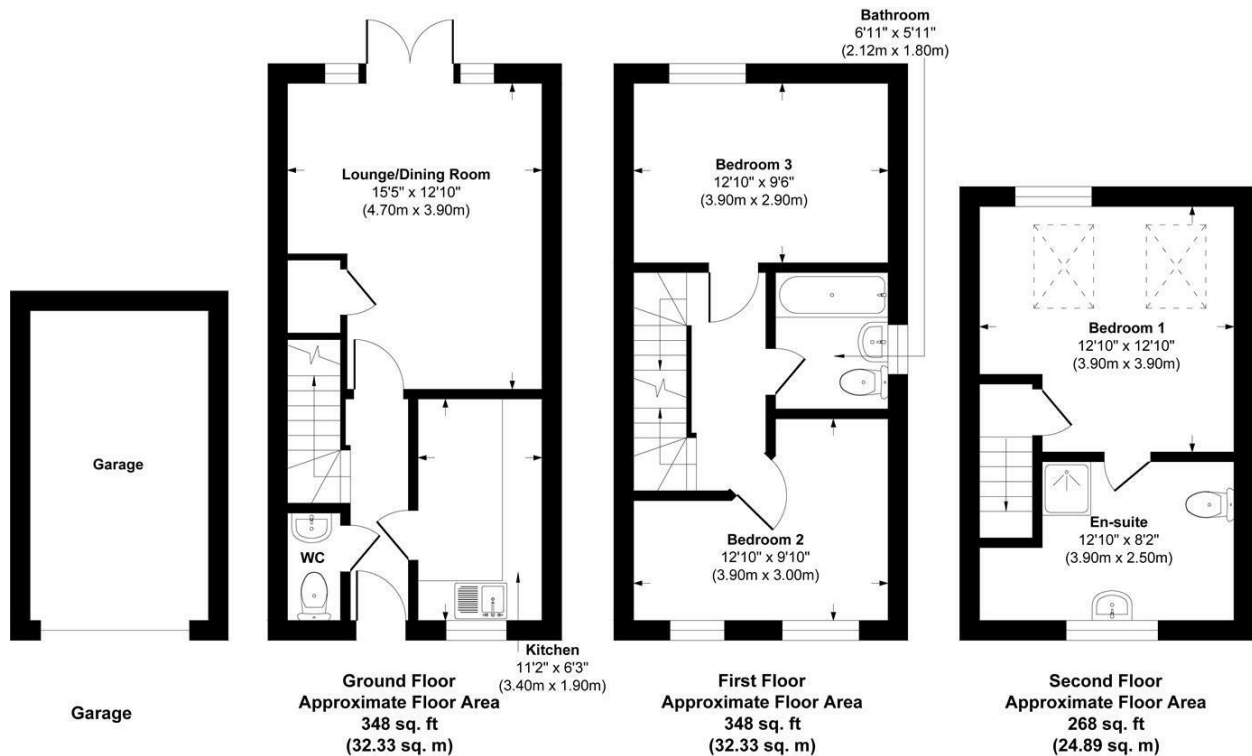 Bathroom
6'11" x 5'11"
(2.12m x 1.80m)
Lounge/Dining Room
15'5" x 12'10"
(4.70m x 3.90m)
Bedroom 3
12'10" x 9'6"
(3.90m x 2.90m)
Bedroom 1
12'10" x 12'10"
(3.90m x 3.90m)
Garage
WC
Bedroom 2
12'10" x 9'10"
(3.90m x 3.00m)
En-suite
12'10" x 8'2"
(3.90m x 2.50m)
Kitchen
11'2" x 6'3"
(3.40m x 1.90m)
Garage
Ground Floor
Approximate Floor Area
348 sq. ft
(32.33 sq. m)
First Floor
Approximate Floor Area
348 sq. ft
(32.33 sq. m)
Second Floor
Approximate Floor Area
268 sq. ft
(24.89 sq. m)